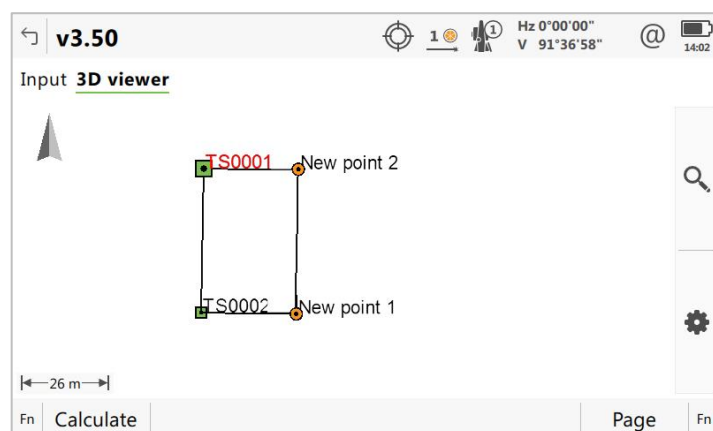 v3.50
1
1
Hz 0°00'00"
V 91°36'58"
@
14:02
Input 3D viewer
TS0001
New point 2
TS0002
New point 1
26 m
Fn Calculate Page Fn